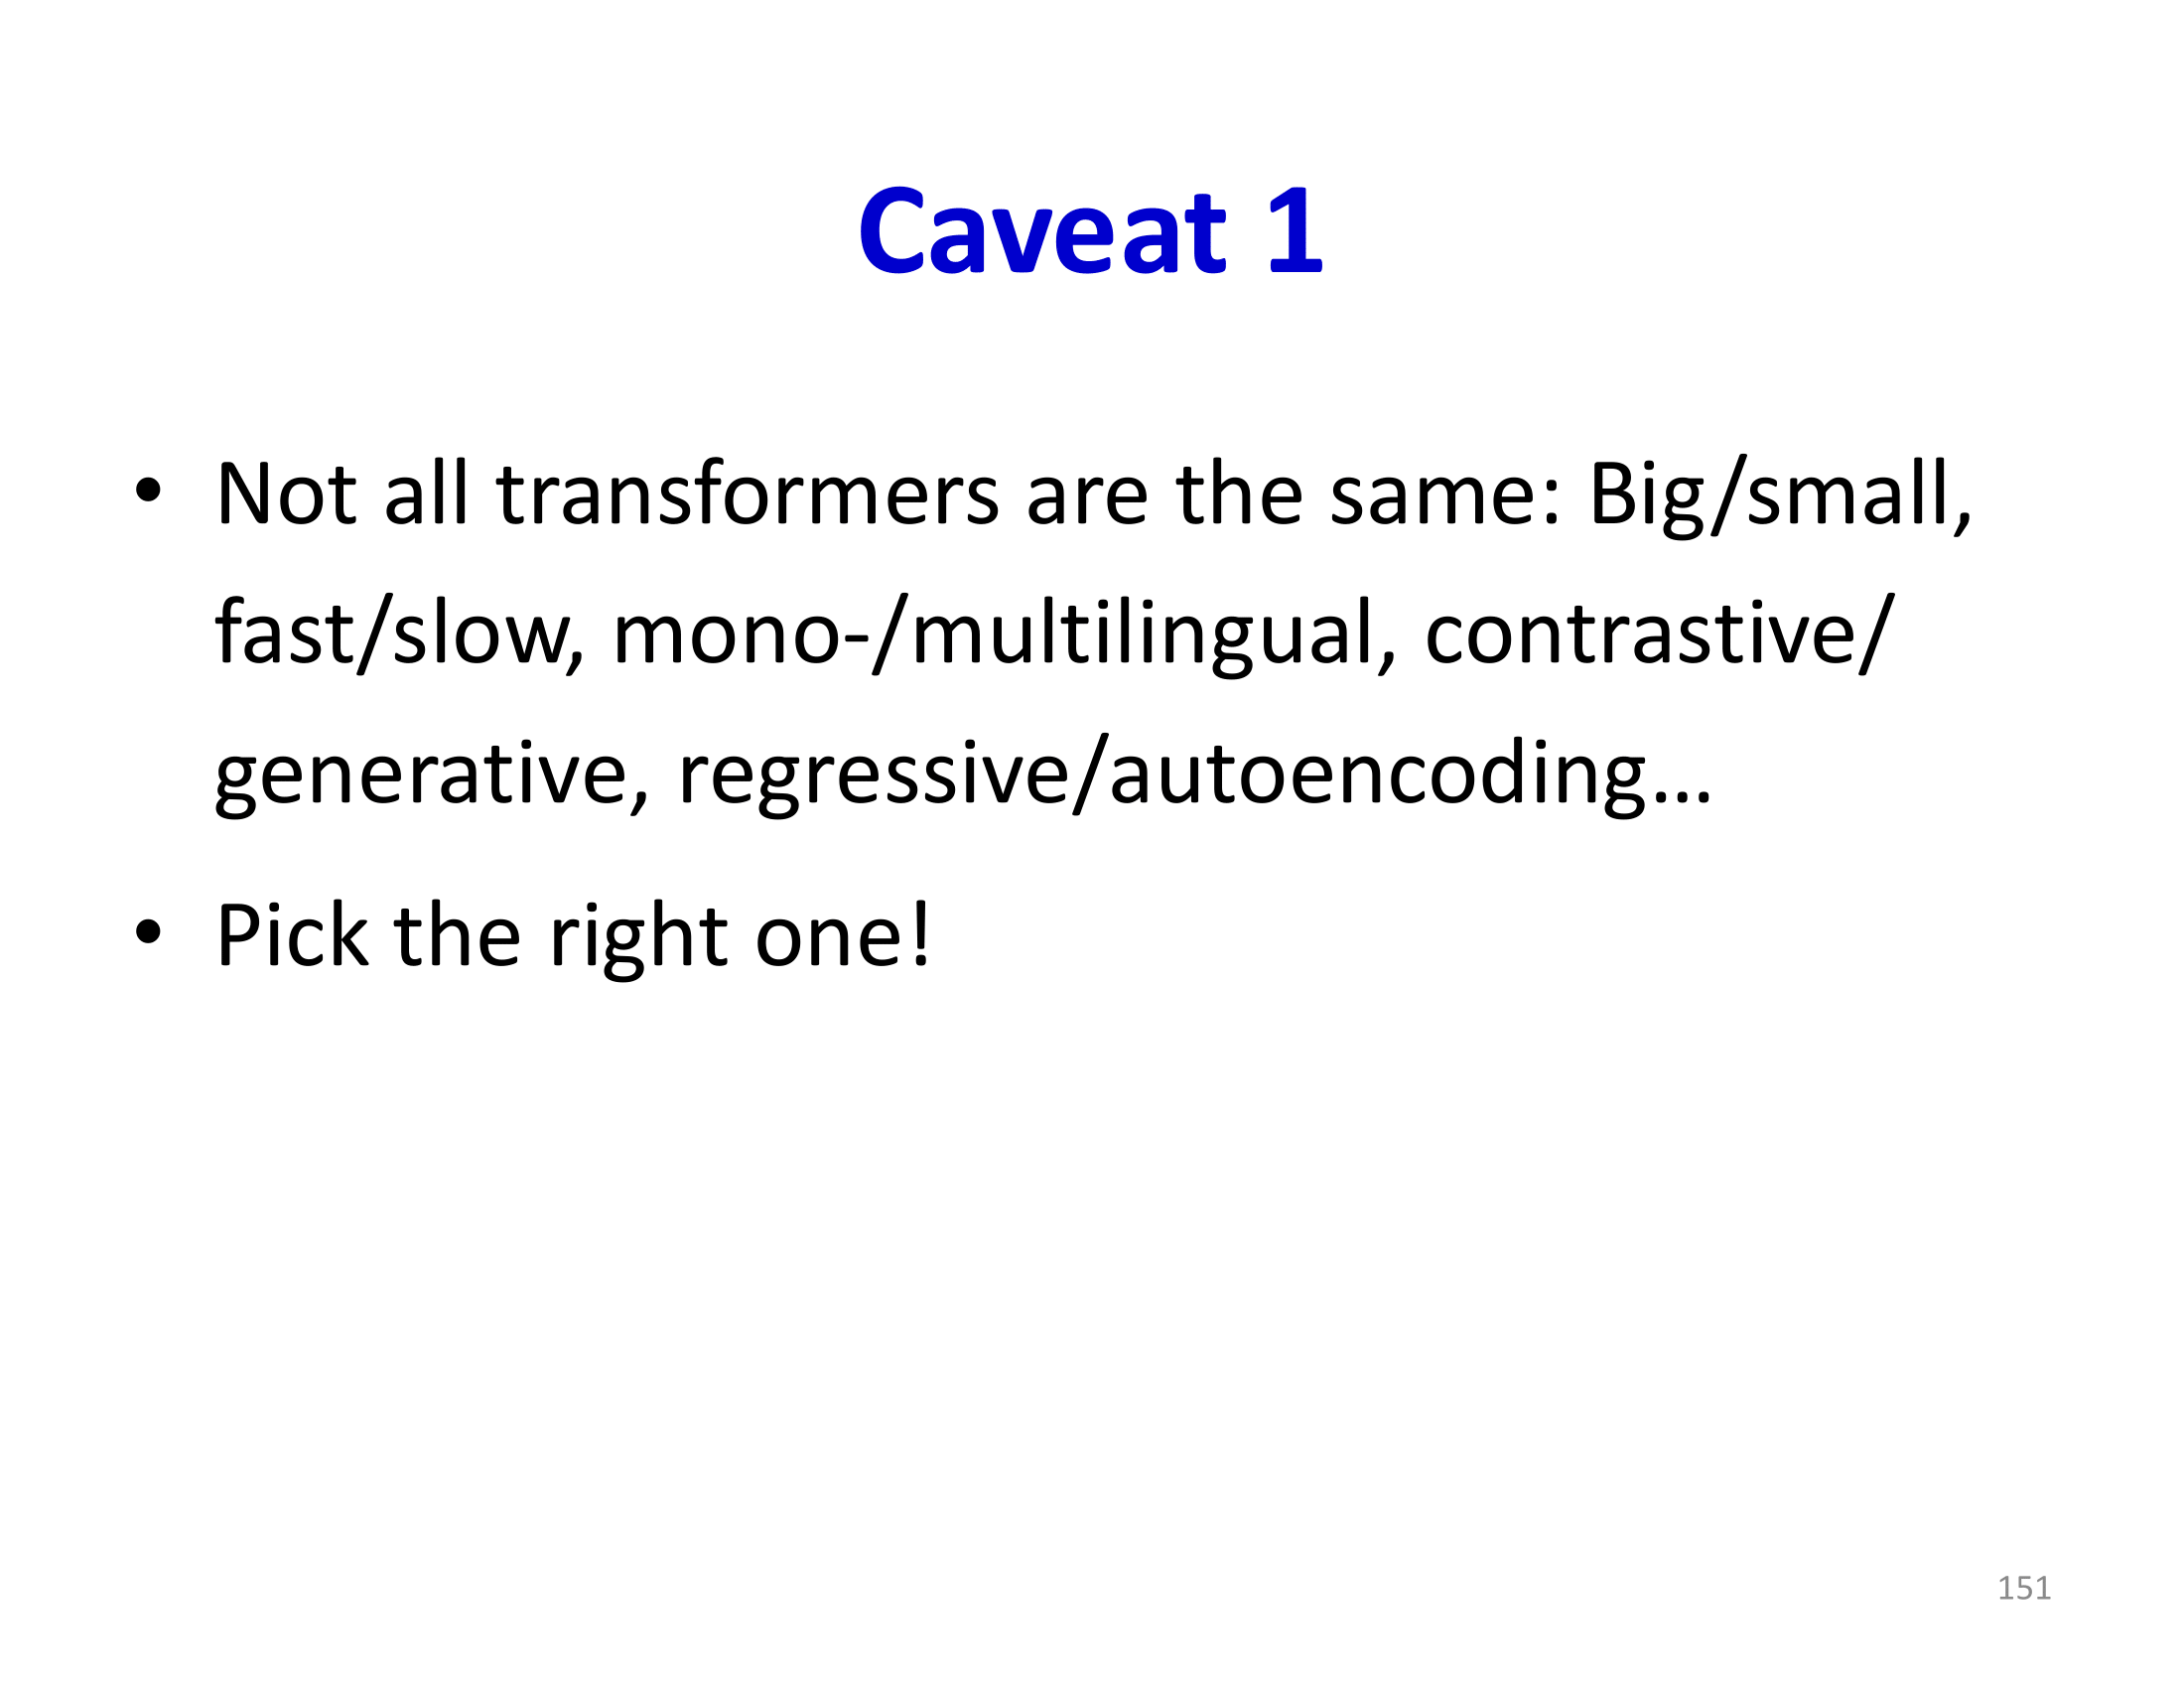 Caveat 1
• Not all transformers are the same: Big/small,
fast/slow, mono-/multilingual, contrastive/
generative, regressive/autoencoding…
• Pick the right one!
151